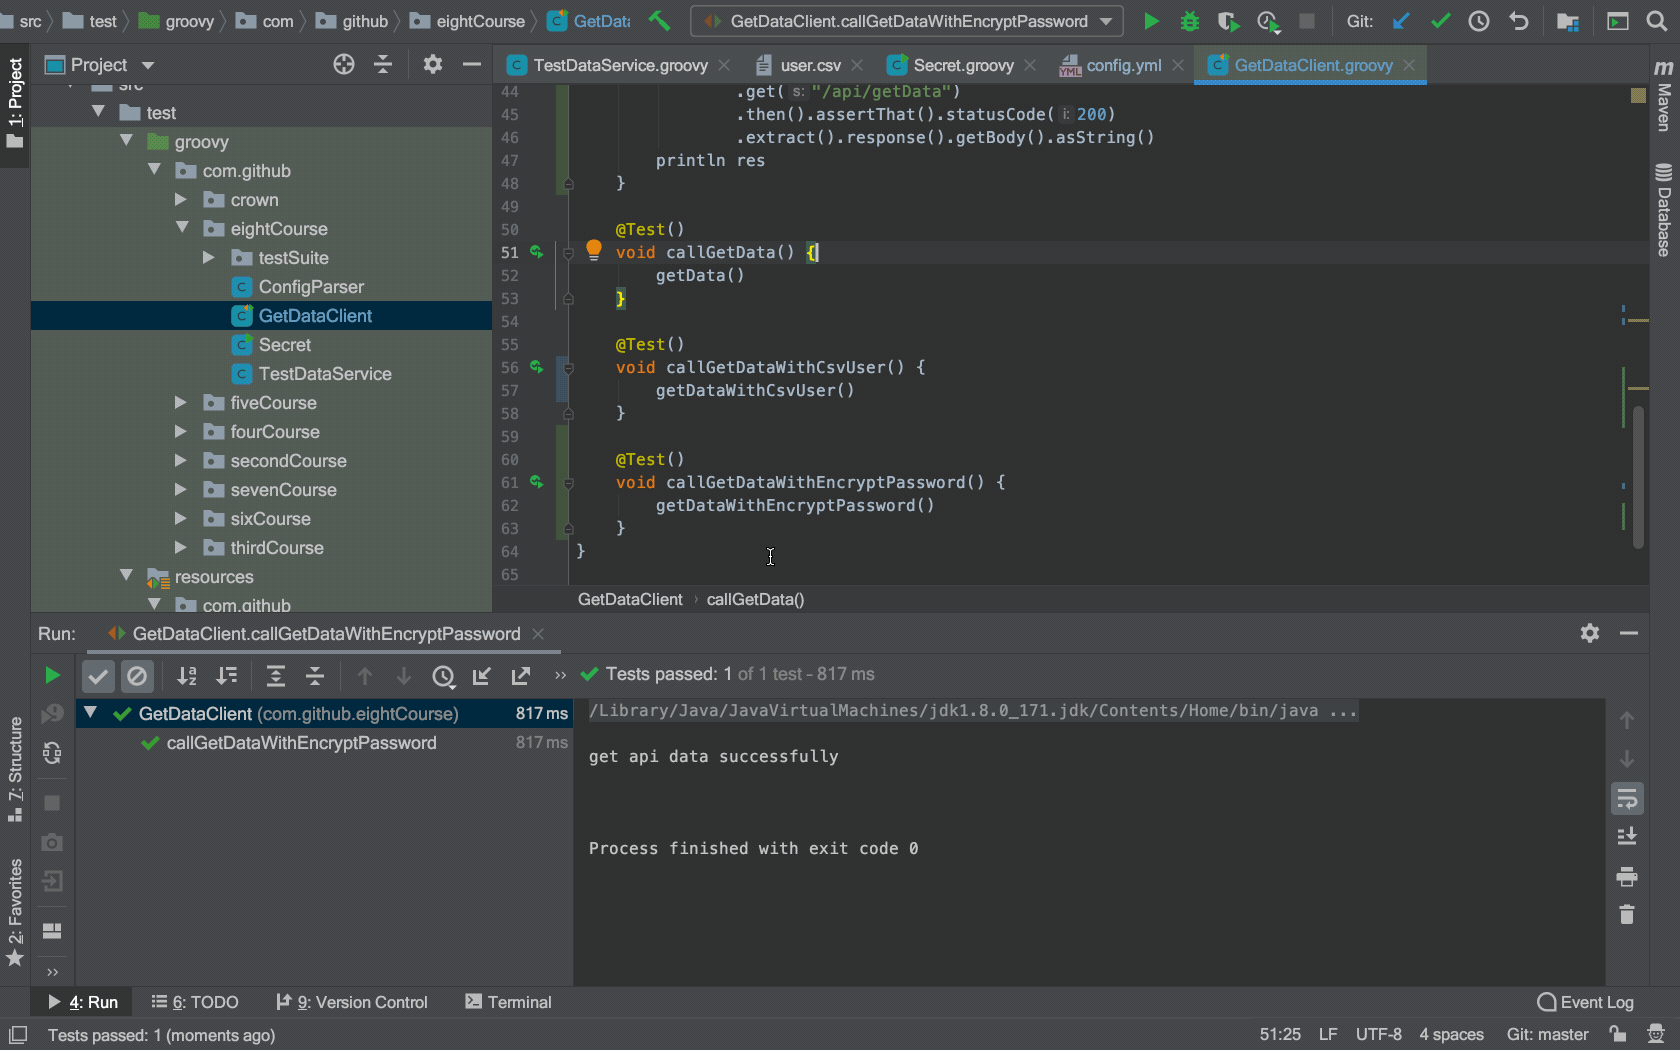 src test groovy com github eightCourse GetData GetDataClient.callGetDataWithEncryptPassword Git:
1: Project
Project
TestDataService.groovy user.csv Secret.groovy config.yml GetDataClient.groovy
Maven
Database
src
test
groovy
com.github
crown
eightCourse
testSuite
ConfigParser
GetDataClient
Secret
TestDataService
fiveCourse
fourCourse
secondCourse
sevenCourse
sixCourse
thirdCourse
resources
com.github
44 .get( s: "/api/getData")
45 .then().assertThat().statusCode( i: 200)
46 .extract().response().getBody().asString()
47 println res
48 }
49
50 @Test()
51 void callGetData() {
52 getData()
53 }
54
55 @Test()
56 void callGetDataWithCsvUser() {
57 getDataWithCsvUser()
58 }
59
60 @Test()
61 void callGetDataWithEncryptPassword() {
62 getDataWithEncryptPassword()
63 }
64 }
65
GetDataClient › callGetData()
Run: GetDataClient.callGetDataWithEncryptPassword
Tests passed: 1 of 1 test - 817 ms
GetDataClient (com.github.eightCourse) 817 ms
callGetDataWithEncryptPassword 817 ms
/Library/Java/JavaVirtualMachines/jdk1.8.0_171.jdk/Contents/Home/bin/java ...
get api data successfully
Process finished with exit code 0
7: Structure
2: Favorites
4: Run 6: TODO 9: Version Control Terminal Event Log
Tests passed: 1 (moments ago) 51:25 LF UTF-8 4 spaces Git: master